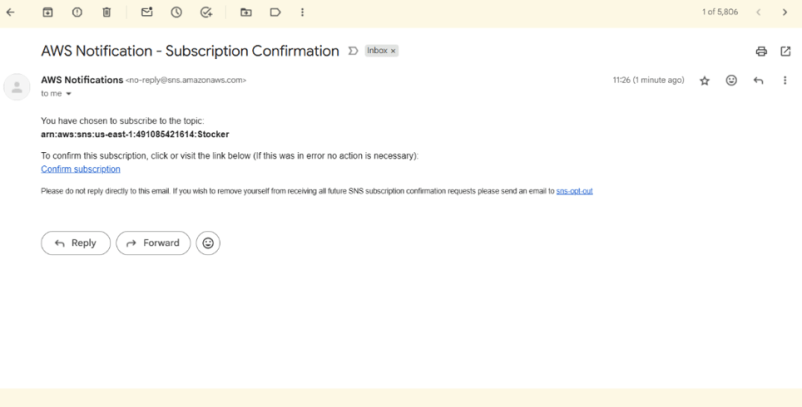 1 of 5,806
AWS Notification - Subscription Confirmation Inbox x
AWS Notifications <no-reply@sns.amazonaws.com> 11:26 (1 minute ago)
to me
You have chosen to subscribe to the topic:
arn:aws:sns:us-east-1:491085421614:Stocker
To confirm this subscription, click or visit the link below (If this was in error no action is necessary):
Confirm subscription
Please do not reply directly to this email. If you wish to remove yourself from receiving all future SNS subscription confirmation requests please send an email to sns-opt-out
Reply Forward